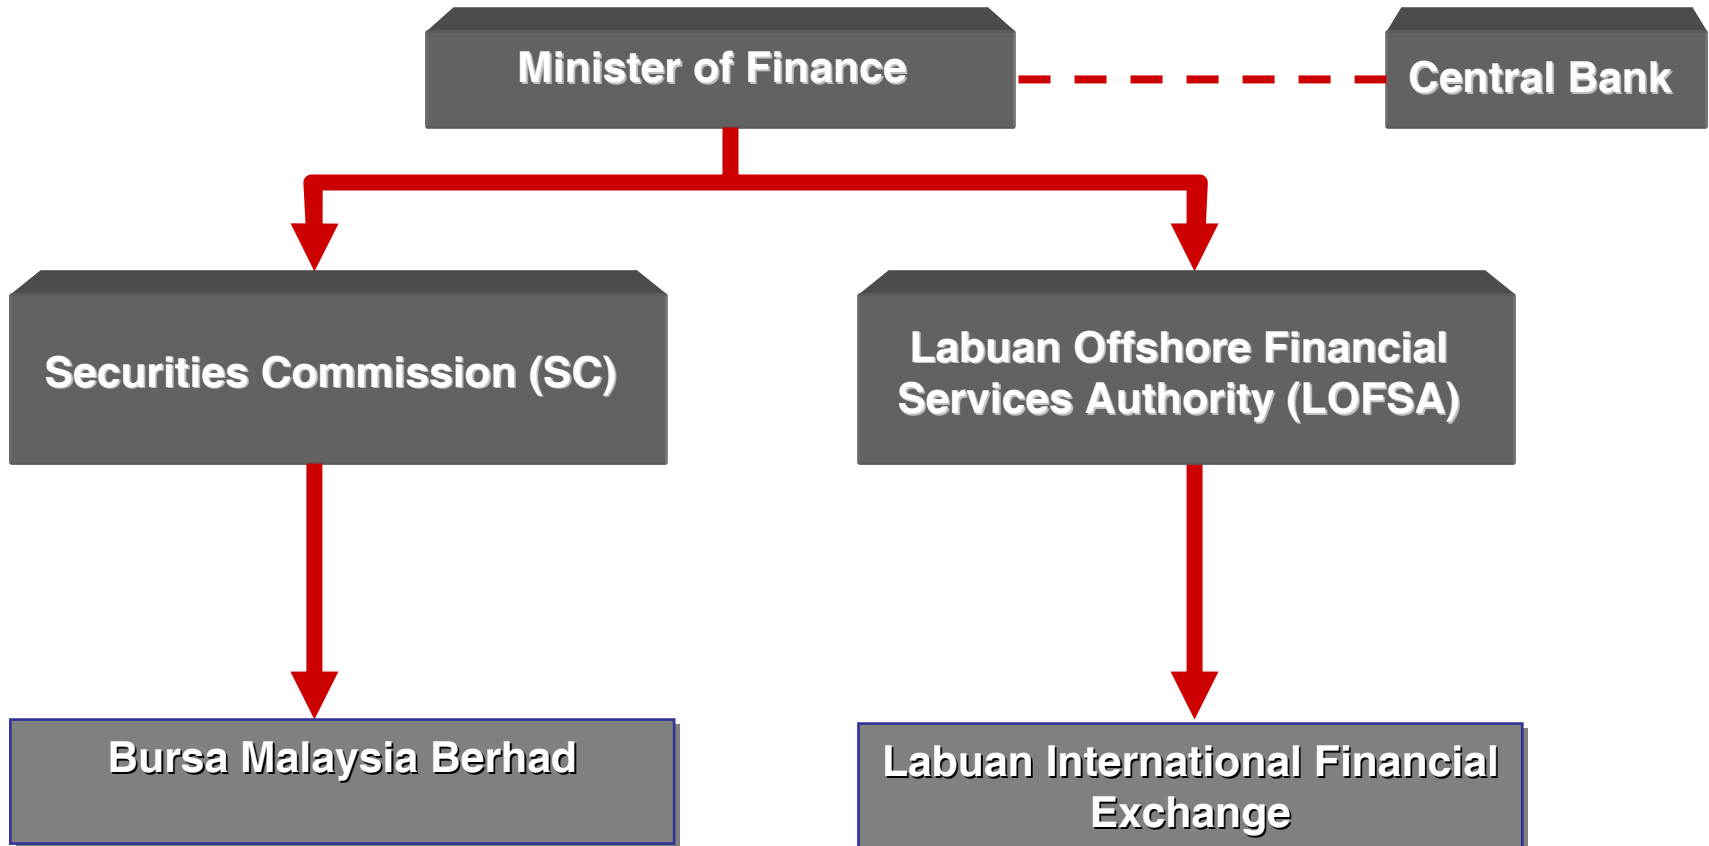 Minister of Finance
Central Bank
Securities Commission (SC)
Labuan Offshore Financial
Services Authority (LOFSA)
Bursa Malaysia Berhad
Labuan International Financial
Exchange